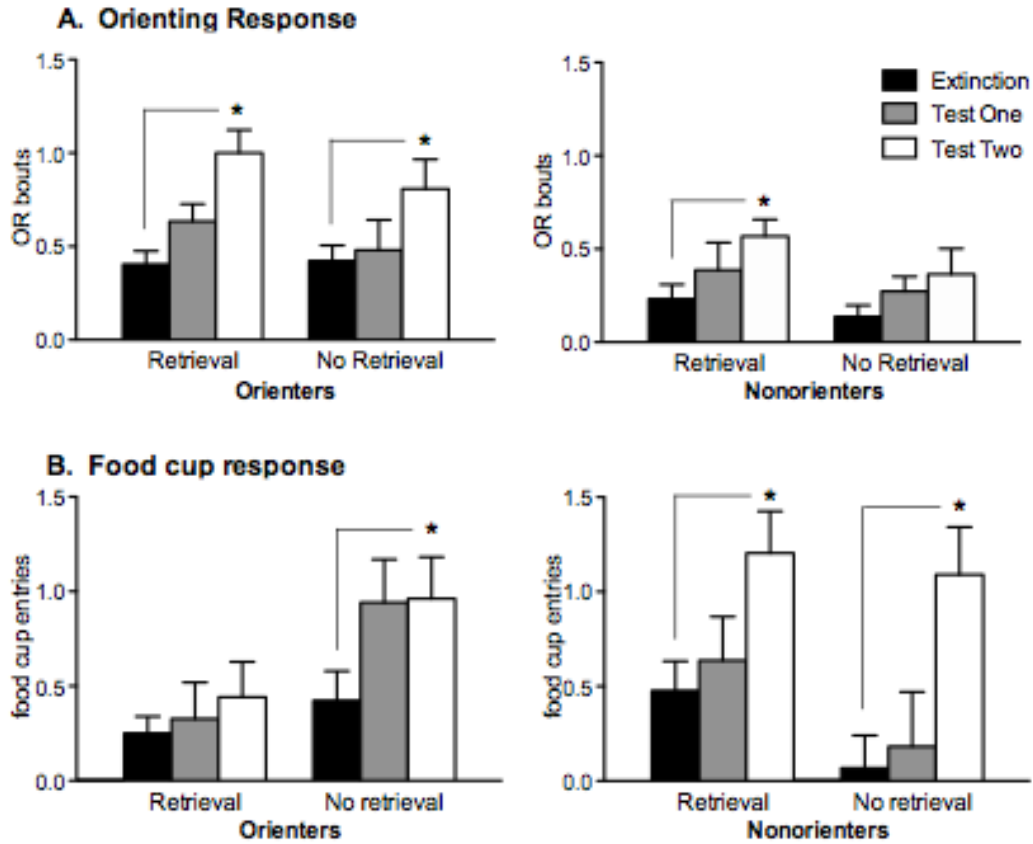 A. Orienting Response
1.5
1.0
0.5
0.0
OR bouts
*
*
Retrieval
No Retrieval
Orienters
1.5
1.0
0.5
0.0
OR bouts
*
Extinction
Test One
Test Two
Retrieval
No Retrieval
Nonorienters
B. Food cup response
1.5
1.0
0.5
0.0
food cup entries
*
Retrieval
No retrieval
Orienters
1.5
1.0
0.5
0.0
food cup entries
*
*
Retrieval
No retrieval
Nonorienters